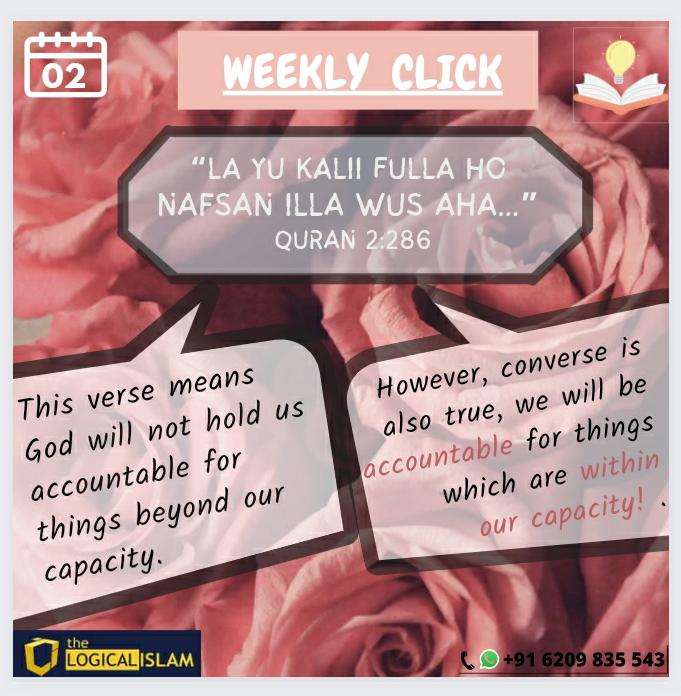 02
WEEKLY CLICK
“LA YU KALII FULLA HO
NAFSAN ILLA WUS AHA...”
QURAN 2:286
This verse means
God will not hold us
accountable for
things beyond our
capacity.
However, converse is
also true, we will be
accountable for things
which are within
our capacity! .
the
LOGICALISLAM
+91 6209 835 543